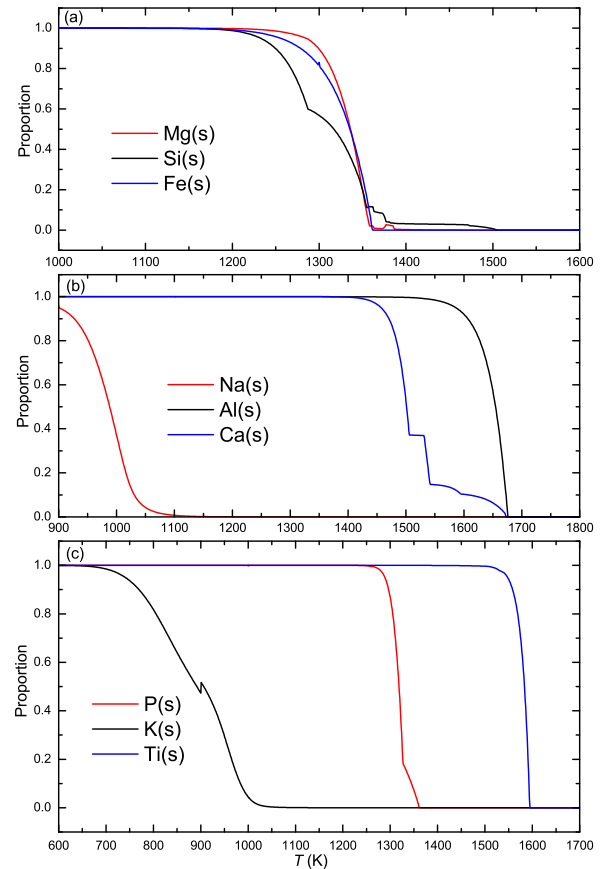 (a)
1.0
0.8
0.6
0.4
0.2
0.0
Proportion
Mg(s)
Si(s)
Fe(s)
1000 1100 1200 1300 1400 1500 1600
(b)
1.0
0.8
0.6
0.4
0.2
0.0
Proportion
Na(s)
Al(s)
Ca(s)
900 1000 1100 1200 1300 1400 1500 1600 1700 1800
(c)
1.0
0.8
0.6
0.4
0.2
0.0
Proportion
P(s)
K(s)
Ti(s)
600 700 800 900 1000 1100 1200 1300 1400 1500 1600 1700
T (K)